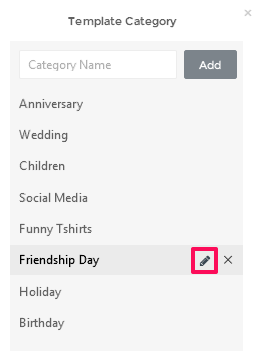 Template Category
Category Name
Add
Anniversary
Wedding
Children
Social Media
Funny Tshirts
Friendship Day
Holiday
Birthday